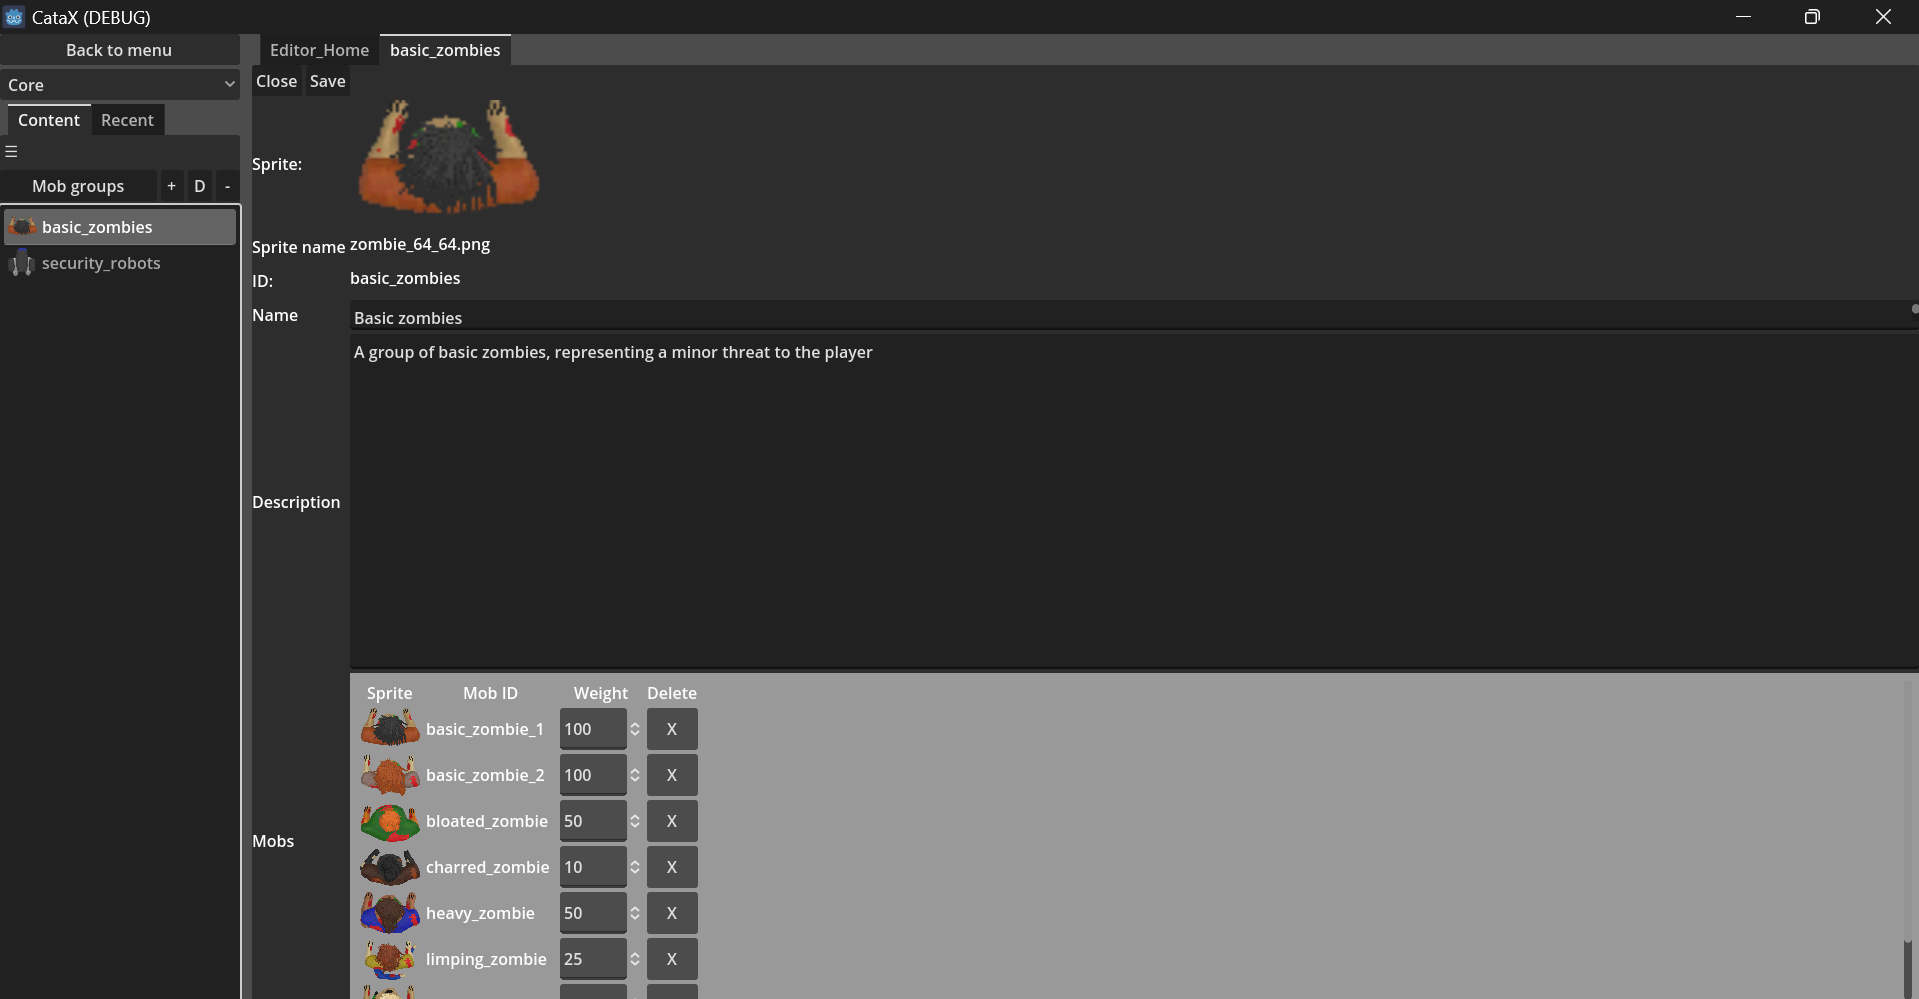 CataX (DEBUG)
Back to menu
Editor_Home basic_zombies
Core
Close Save
Content Recent
Mob groups + D -
basic_zombies
security_robots
Sprite:
Sprite name zombie_64_64.png
ID: basic_zombies
Name Basic zombies
Description A group of basic zombies, representing a minor threat to the player
Mobs
Sprite Mob ID Weight Delete
basic_zombie_1 100 X
basic_zombie_2 100 X
bloated_zombie 50 X
charred_zombie 10 X
heavy_zombie 50 X
limping_zombie 25 X